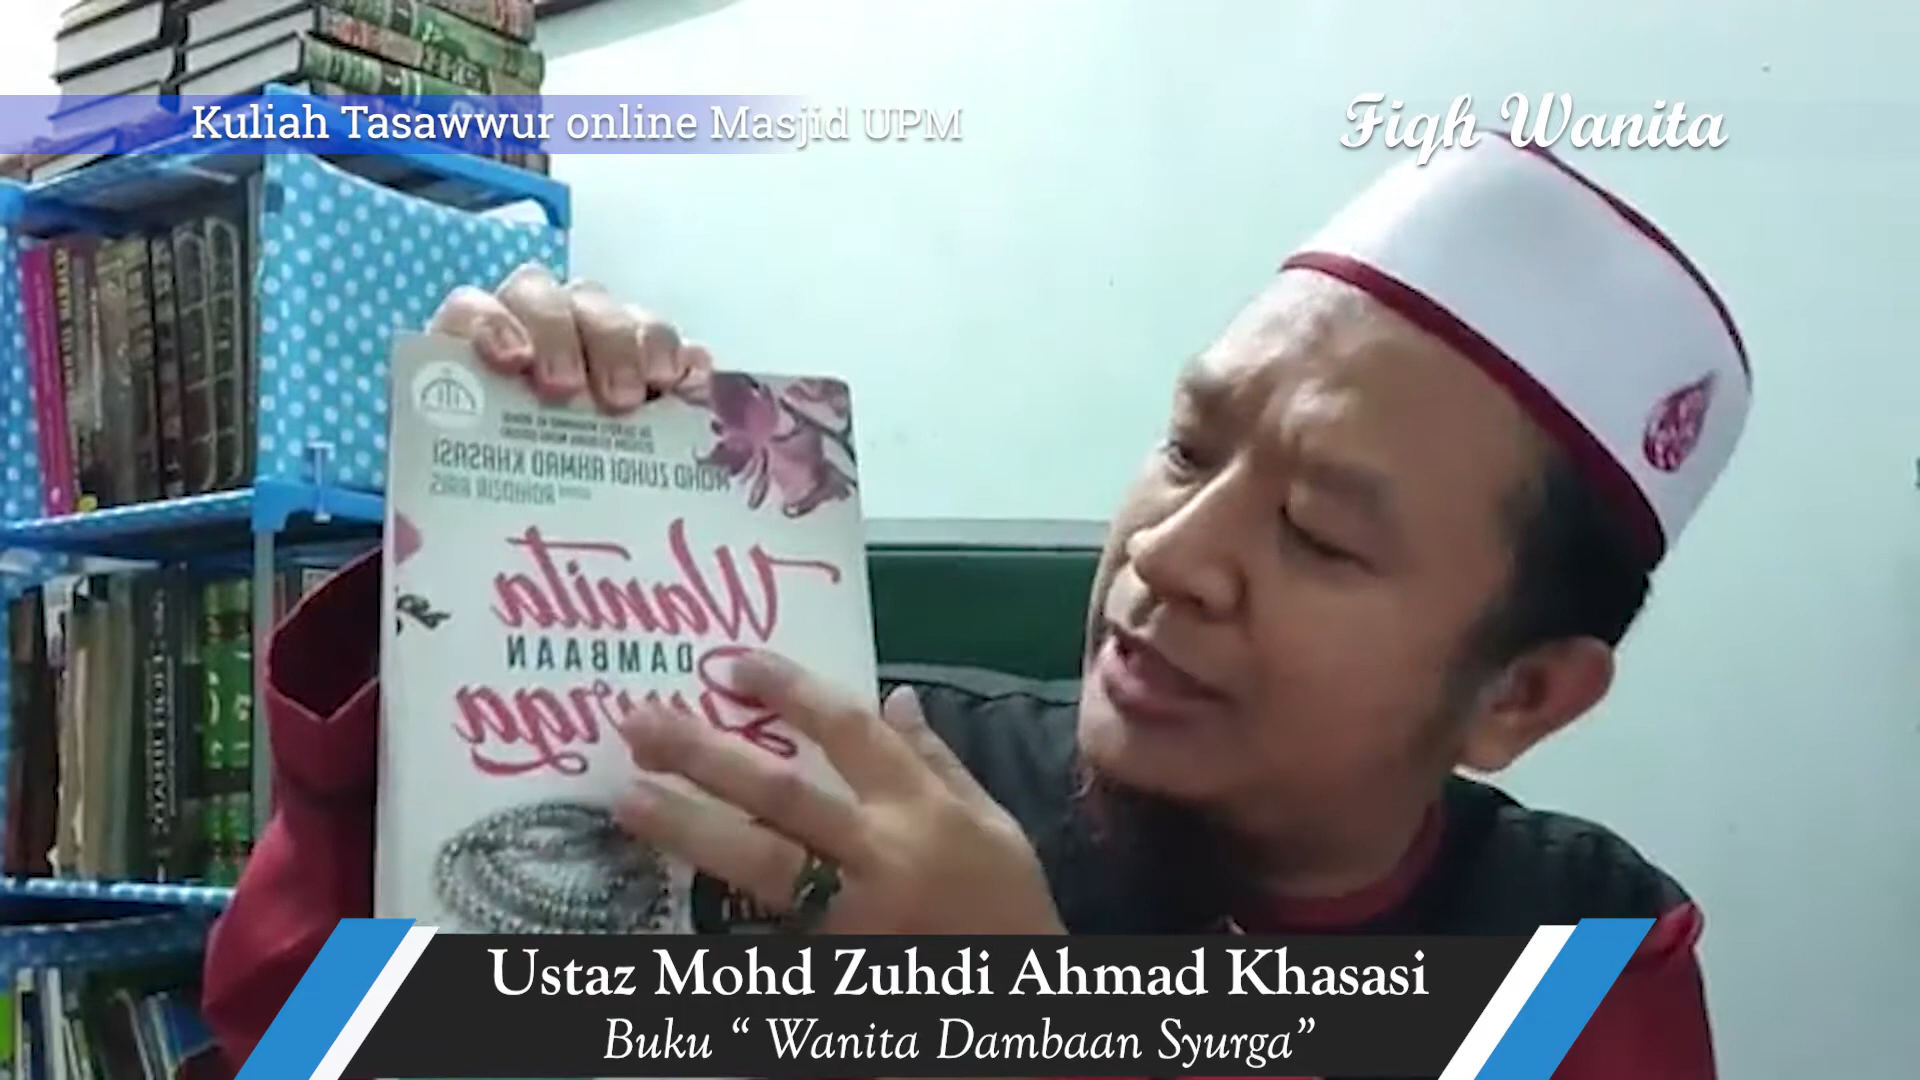 Kuliah Tasawwur online Masjid UPM
Fiqh Wanita
MOHD ZUHDI AHMAD KHASASI
ROHIDZIR RAIS
Wanita
DAMBAAN
Syurga
Ustaz Mohd Zuhdi Ahmad Khasasi
Buku “ Wanita Dambaan Syurga”